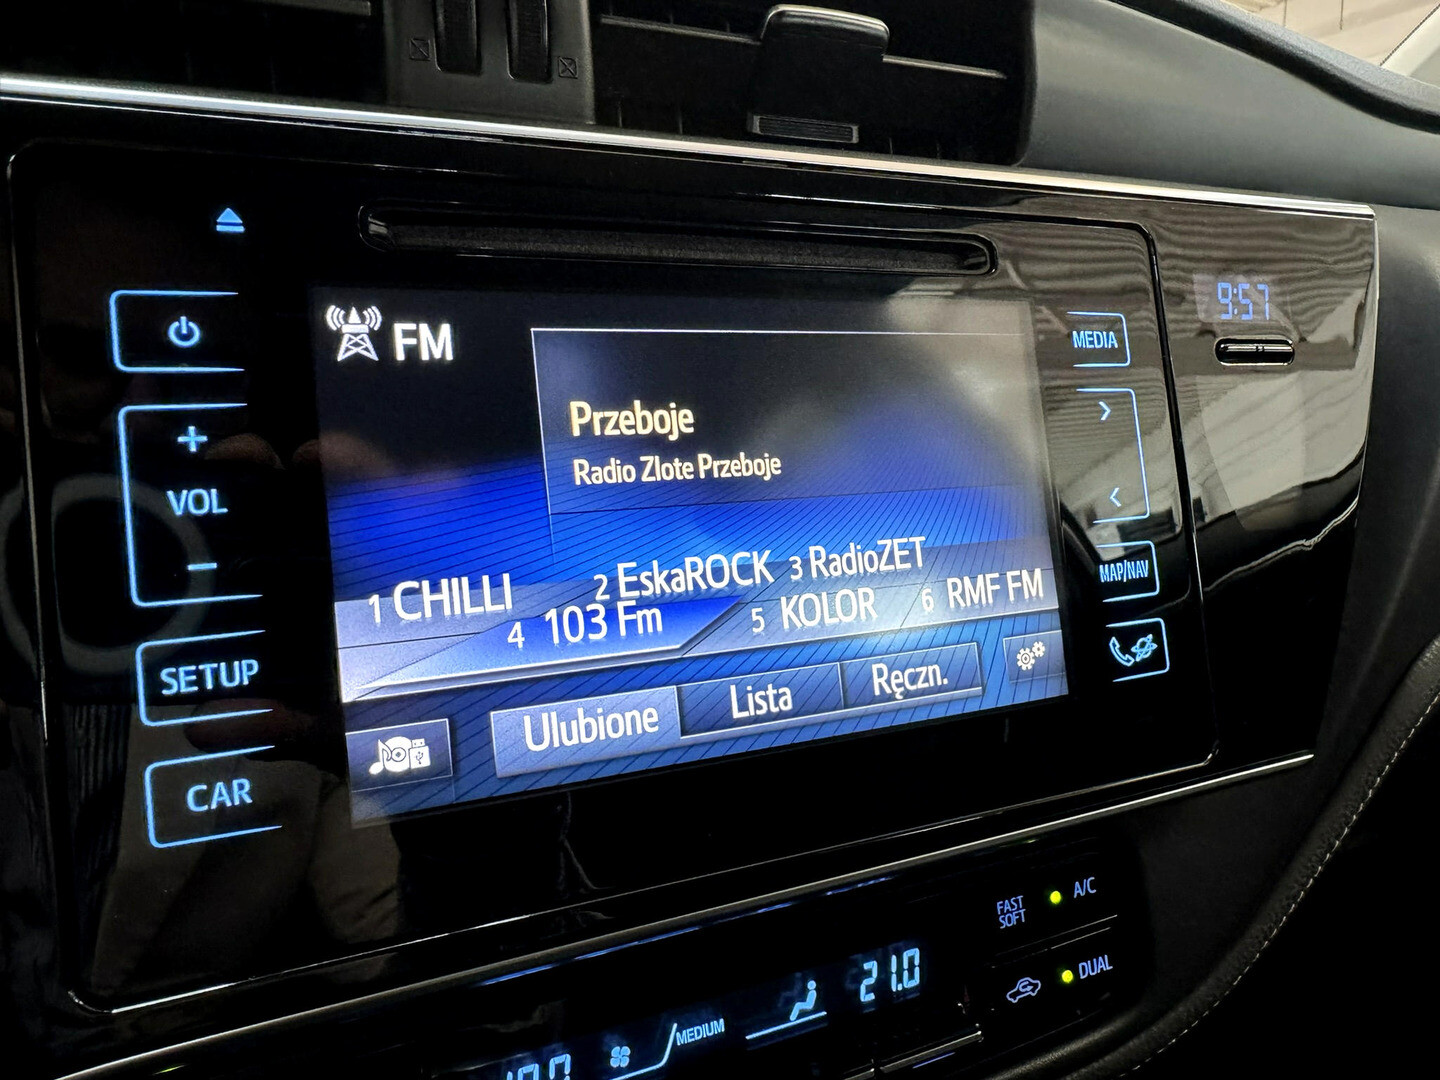 FM
9:57
MEDIA
Przeboje
Radio Zlote Przeboje
VOL
1 CHILLI 2 EskaROCK 3 RadioZET
4 103 Fm 5 KOLOR 6 RMF FM
MAP/NAV
SETUP
Ulubione Lista Ręczn.
CAR
FAST
SOFT
A/C
DUAL
21.0
MEDIUM